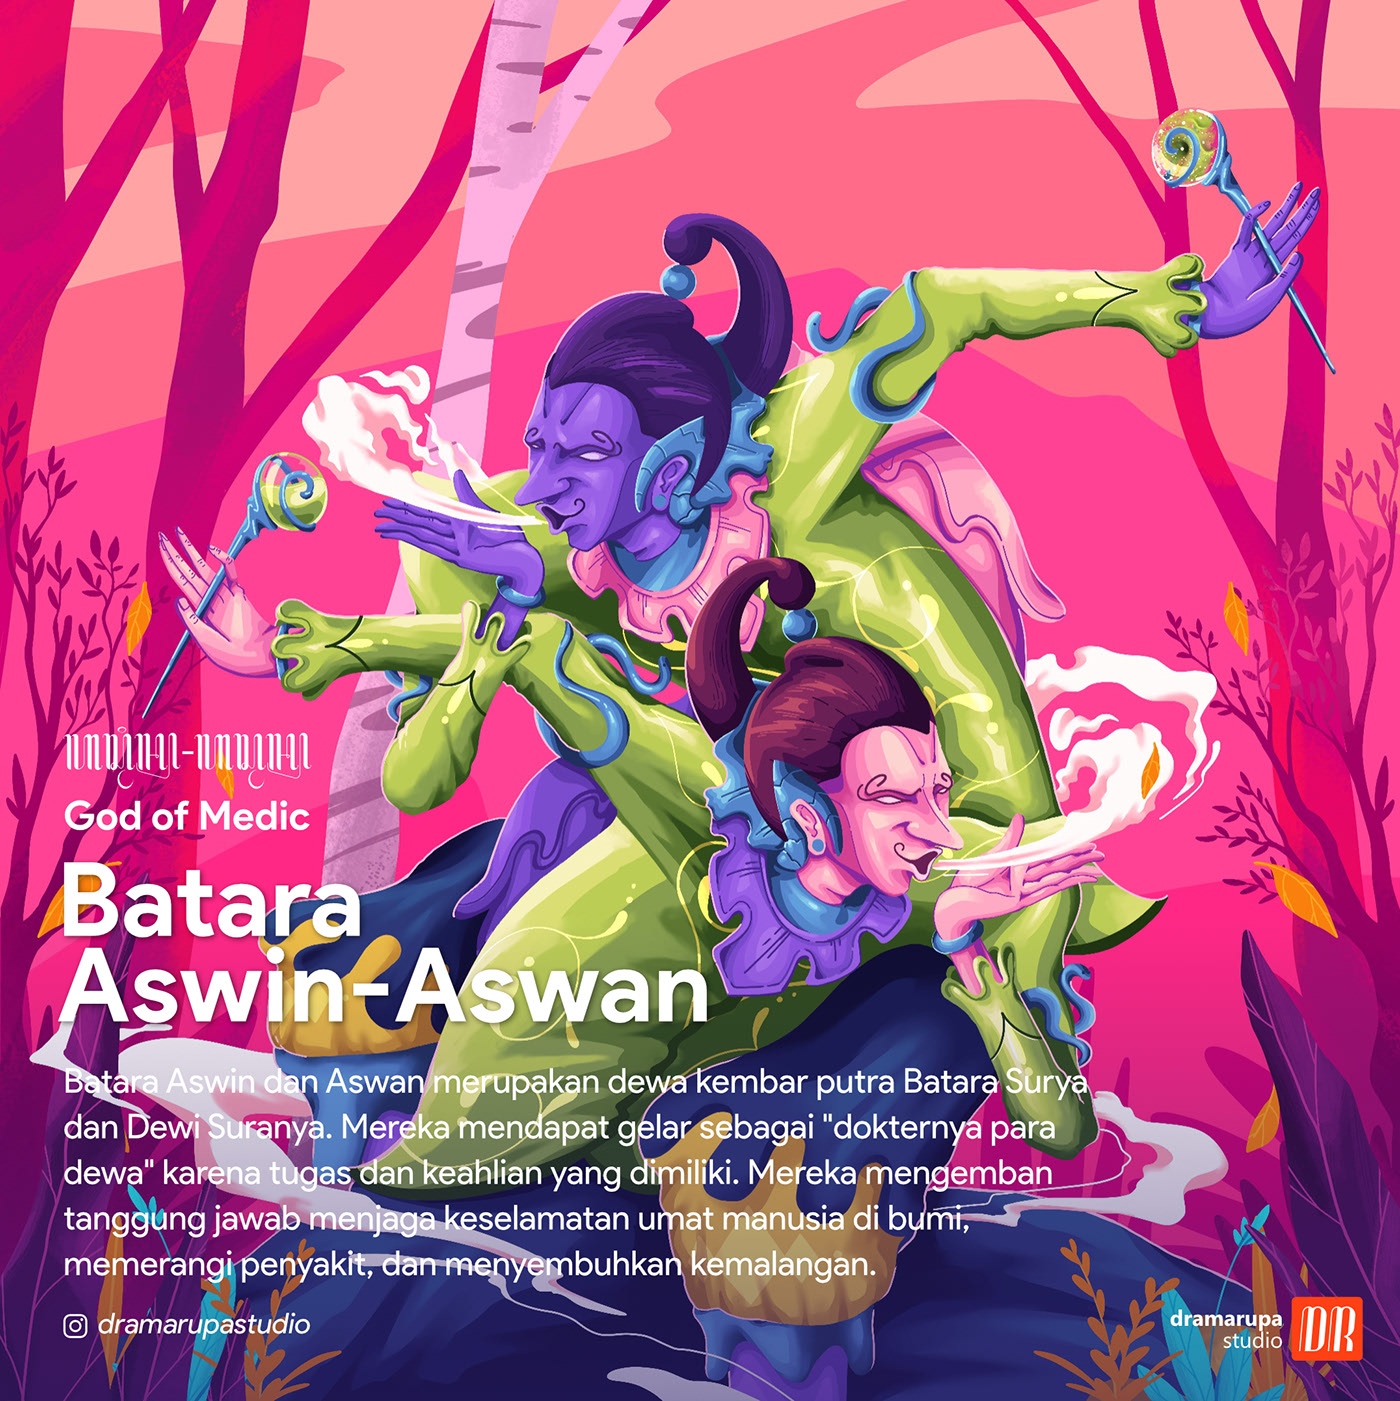 God of Medic
Batara
Aswin-Aswan
Batara Aswin dan Aswan merupakan dewa kembar putra Batara Surya
dan Dewi Suranya. Mereka mendapat gelar sebagai "dokternya para
dewa" karena tugas dan keahlian yang dimiliki. Mereka mengemban
tanggung jawab menjaga keselamatan umat manusia di bumi,
memerangi penyakit, dan menyembuhkan kemalangan.
dramarupastudio
dramarupa
studio
DR